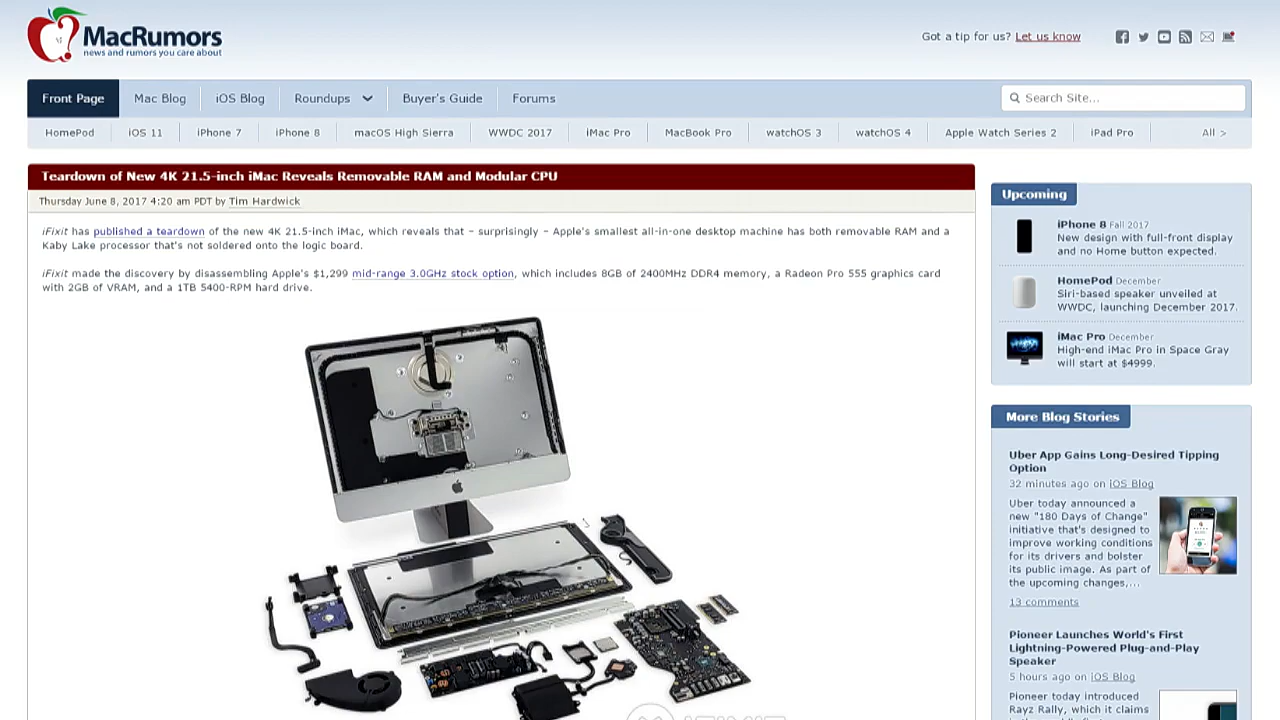 MacRumors
news and rumors you care about
Got a tip for us? Let us know
Front Page Mac Blog iOS Blog Roundups Buyer's Guide Forums Search Site...
HomePod iOS 11 iPhone 7 iPhone 8 macOS High Sierra WWDC 2017 iMac Pro MacBook Pro watchOS 3 watchOS 4 Apple Watch Series 2 iPad Pro All >
Teardown of New 4K 21.5-inch iMac Reveals Removable RAM and Modular CPU
Thursday June 8, 2017 4:20 am PDT by Tim Hardwick
iFixit has published a teardown of the new 4K 21.5-inch iMac, which reveals that – surprisingly – Apple's smallest all-in-one desktop machine has both removable RAM and a
Kaby Lake processor that's not soldered onto the logic board.
iFixit made the discovery by disassembling Apple's $1,299 mid-range 3.0GHz stock option, which includes 8GB of 2400MHz DDR4 memory, a Radeon Pro 555 graphics card
with 2GB of VRAM, and a 1TB 5400-RPM hard drive.
Upcoming
iPhone 8 Fall 2017
New design with full-front display
and no Home button expected.
HomePod December
Siri-based speaker unveiled at
WWDC, launching December 2017.
iMac Pro December
High-end iMac Pro in Space Gray
will start at $4999.
More Blog Stories
Uber App Gains Long-Desired Tipping
Option
32 minutes ago on iOS Blog
Uber today announced a
new "180 Days of Change"
initiative that's designed to
improve working conditions
for its drivers and bolster
its public image. As part of
the upcoming changes,...
13 comments
Pioneer Launches World's First
Lightning-Powered Plug-and-Play
Speaker
5 hours ago on iOS Blog
Pioneer today introduced
Rayz Rally, which it claims